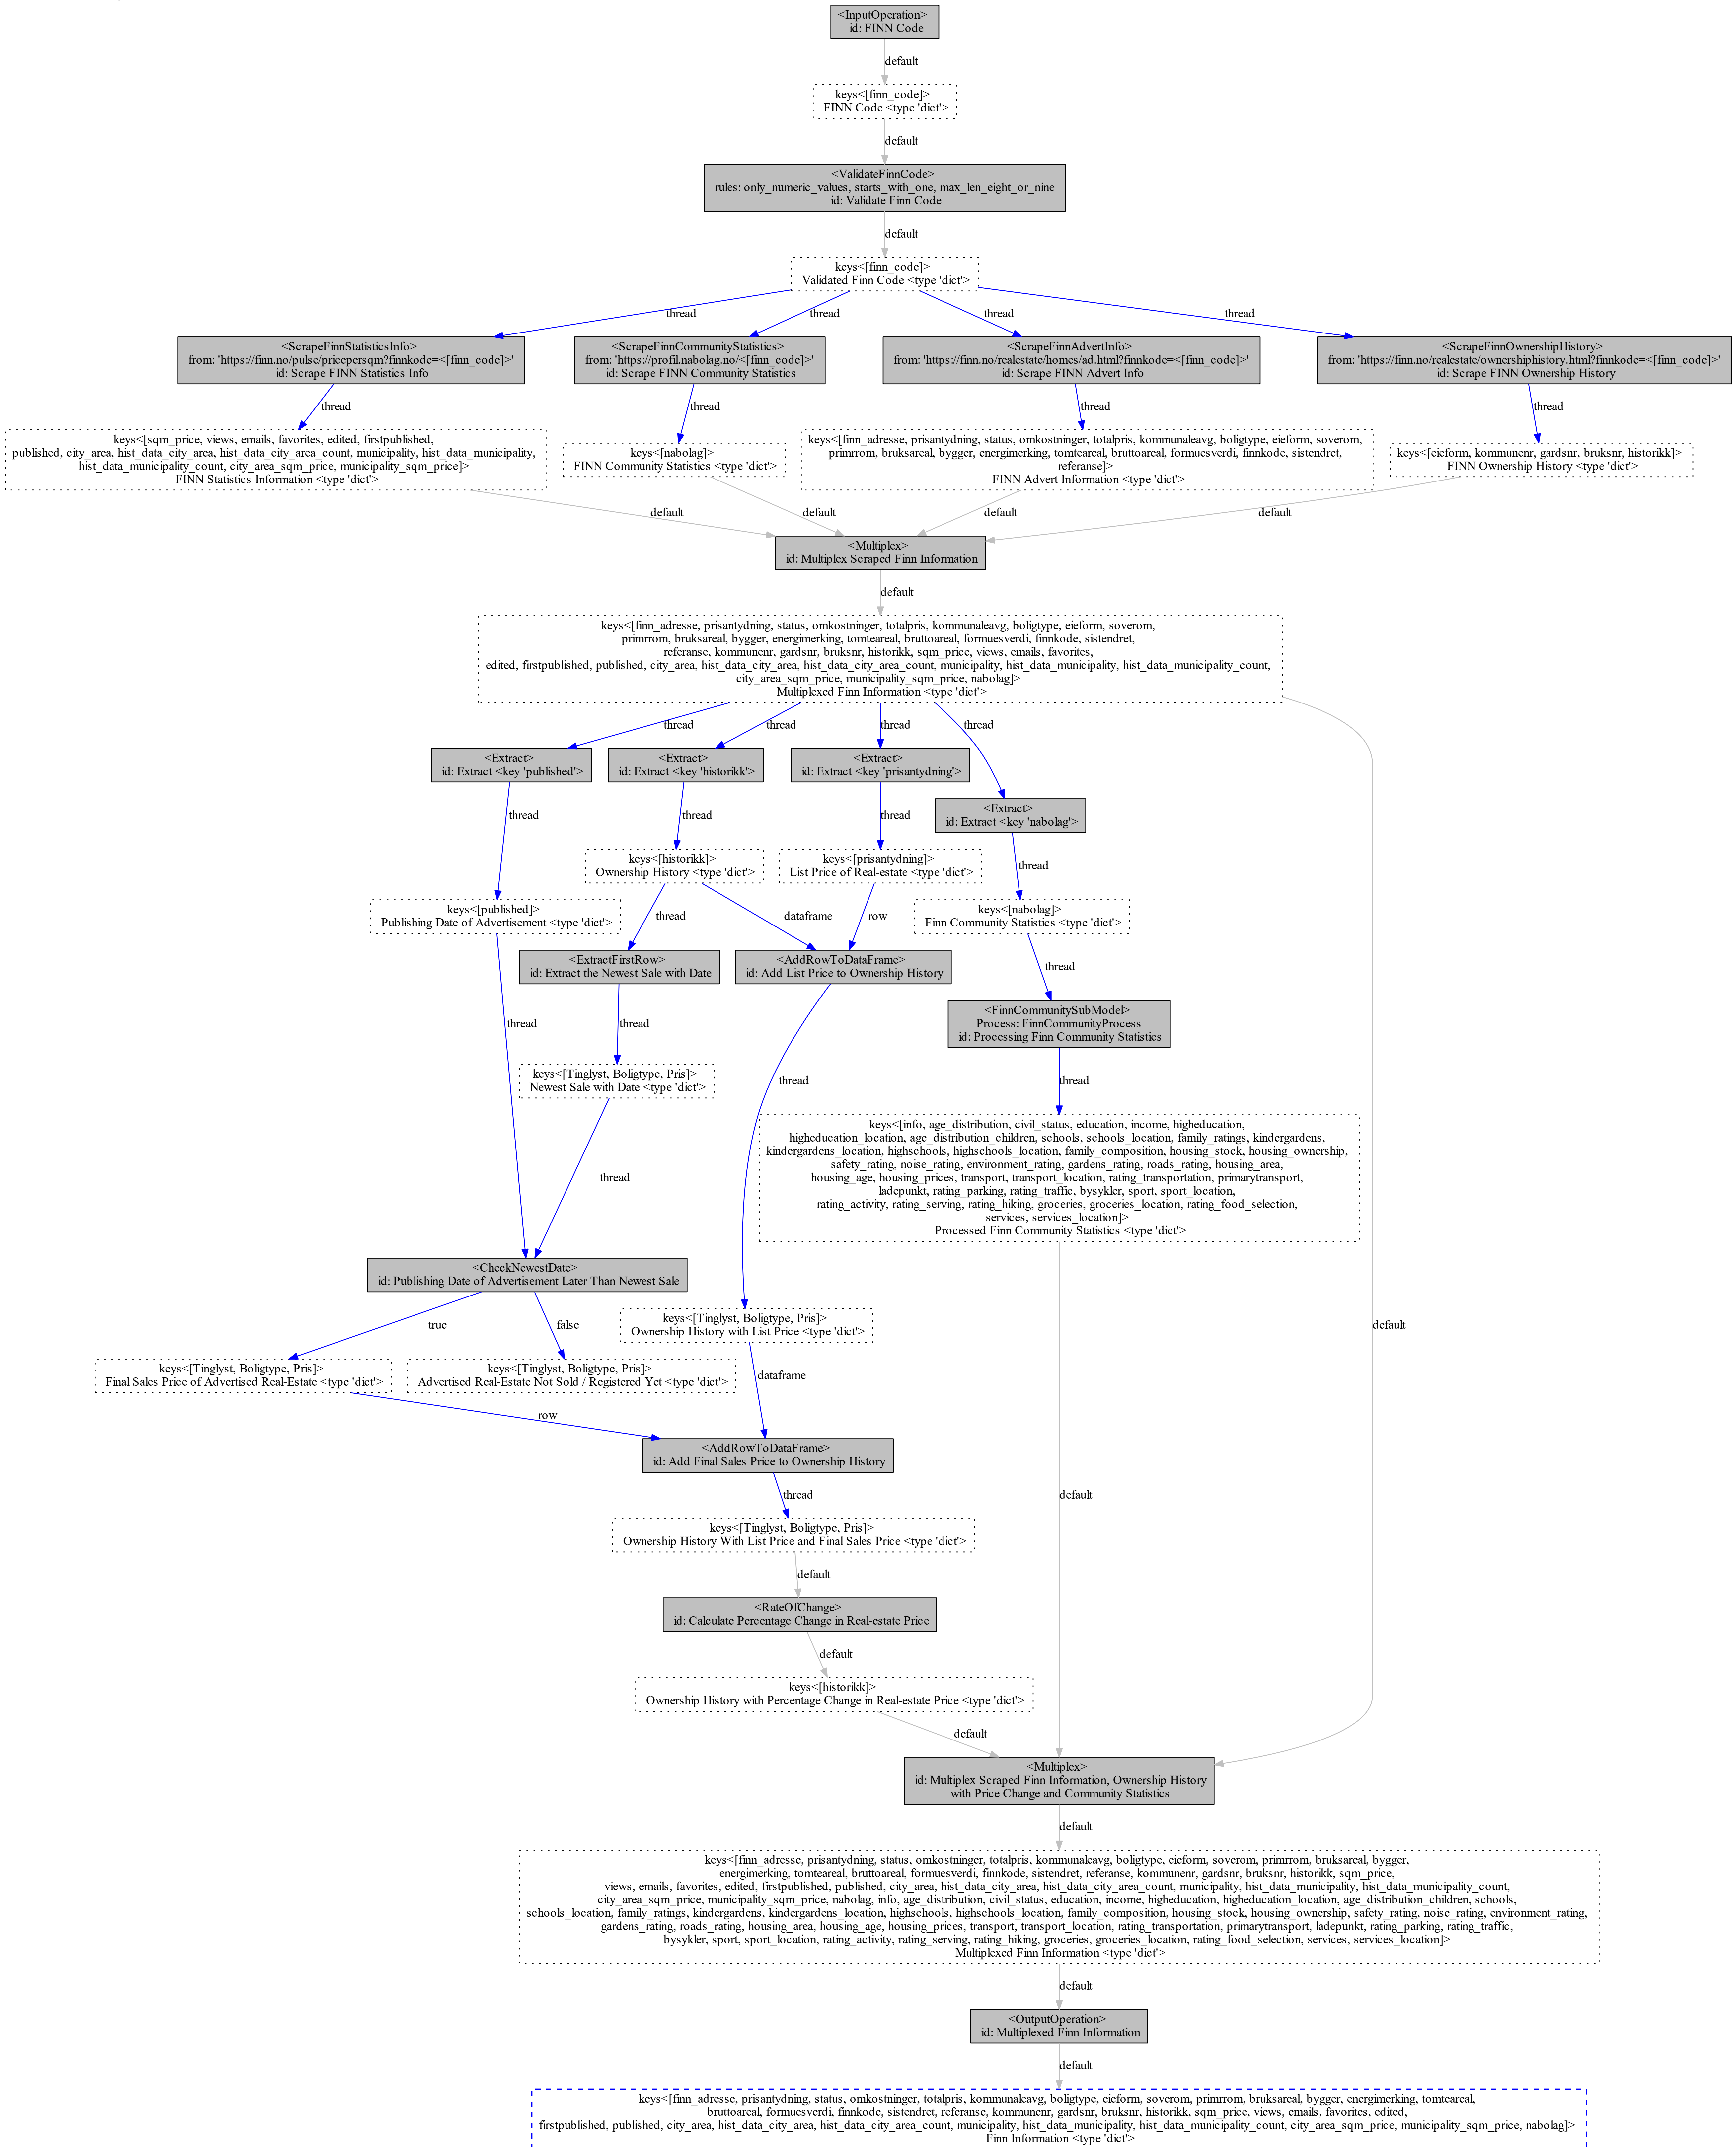 <InputOperation>
id: FINN Code
default
keys<[finn_code]>
FINN Code <type 'dict'>
default
<ValidateFinnCode>
rules: only_numeric_values, starts_with_one, max_len_eight_or_nine
id: Validate Finn Code
default
keys<[finn_code]>
Validated Finn Code <type 'dict'>
thread
thread
thread
thread
<ScrapeFinnStatisticsInfo>
from: 'https://finn.no/pulse/pricepersqm?finnkode=<[finn_code]>'
id: Scrape FINN Statistics Info
<ScrapeFinnCommunityStatistics>
from: 'https://profil.nabolag.no/<[finn_code]>'
id: Scrape FINN Community Statistics
<ScrapeFinnAdvertInfo>
from: 'https://finn.no/realestate/homes/ad.html?finnkode=<[finn_code]>'
id: Scrape FINN Advert Info
<ScrapeFinnOwnershipHistory>
from: 'https://finn.no/realestate/ownershiphistory.html?finnkode=<[finn_code]>'
id: Scrape FINN Ownership History
thread
thread
thread
thread
keys<[sqm_price, views, emails, favorites, edited, firstpublished,
published, city_area, hist_data_city_area, hist_data_city_area_count, municipality, hist_data_municipality,
hist_data_municipality_count, city_area_sqm_price, municipality_sqm_price]>
FINN Statistics Information <type 'dict'>
keys<[nabolag]>
FINN Community Statistics <type 'dict'>
keys<[finn_adresse, prisantydning, status, omkostninger, totalpris, kommunaleavg, boligtype, eieform, soverom,
primrrom, bruksareal, bygger, energimerking, tomteareal, bruttoareal, formuesverdi, finnkode, sistendret,
referanse]>
FINN Advert Information <type 'dict'>
keys<[eieform, kommunenr, gardsnr, bruksnr, historikk]>
FINN Ownership History <type 'dict'>
default
default
default
default
<Multiplex>
id: Multiplex Scraped Finn Information
default
keys<[finn_adresse, prisantydning, status, omkostninger, totalpris, kommunaleavg, boligtype, eieform, soverom,
primrrom, bruksareal, bygger, energimerking, tomteareal, bruttoareal, formuesverdi, finnkode, sistendret,
referanse, kommunenr, gardsnr, bruksnr, historikk, sqm_price, views, emails, favorites,
edited, firstpublished, published, city_area, hist_data_city_area, hist_data_city_area_count, municipality, hist_data_municipality, hist_data_municipality_count,
city_area_sqm_price, municipality_sqm_price, nabolag]>
Multiplexed Finn Information <type 'dict'>
thread
thread
thread
thread
<Extract>
id: Extract <key 'published'>
<Extract>
id: Extract <key 'historikk'>
<Extract>
id: Extract <key 'prisantydning'>
<Extract>
id: Extract <key 'nabolag'>
thread
thread
thread
thread
keys<[historikk]>
Ownership History <type 'dict'>
keys<[prisantydning]>
List Price of Real-estate <type 'dict'>
keys<[published]>
Publishing Date of Advertisement <type 'dict'>
keys<[nabolag]>
Finn Community Statistics <type 'dict'>
thread
dataframe
row
thread
<ExtractFirstRow>
id: Extract the Newest Sale with Date
<AddRowToDataFrame>
id: Add List Price to Ownership History
<FinnCommunitySubModel>
Process: FinnCommunityProcess
id: Processing Finn Community Statistics
thread
thread
keys<[Tinglyst, Boligtype, Pris]>
Newest Sale with Date <type 'dict'>
thread
thread
keys<[info, age_distribution, civil_status, education, income, higheducation,
higheducation_location, age_distribution_children, schools, schools_location, family_ratings, kindergardens,
kindergardens_location, highschools, highschools_location, family_composition, housing_stock, housing_ownership,
safety_rating, noise_rating, environment_rating, gardens_rating, roads_rating, housing_area,
housing_age, housing_prices, transport, transport_location, rating_transportation, primarytransport,
ladepunkt, rating_parking, rating_traffic, bysykler, sport, sport_location,
rating_activity, rating_serving, rating_hiking, groceries, groceries_location, rating_food_selection,
services, services_location]>
Processed Finn Community Statistics <type 'dict'>
thread
<CheckNewestDate>
id: Publishing Date of Advertisement Later Than Newest Sale
true
false
keys<[Tinglyst, Boligtype, Pris]>
Ownership History with List Price <type 'dict'>
default
keys<[Tinglyst, Boligtype, Pris]>
Final Sales Price of Advertised Real-Estate <type 'dict'>
keys<[Tinglyst, Boligtype, Pris]>
Advertised Real-Estate Not Sold / Registered Yet <type 'dict'>
dataframe
row
<AddRowToDataFrame>
id: Add Final Sales Price to Ownership History
thread
default
keys<[Tinglyst, Boligtype, Pris]>
Ownership History With List Price and Final Sales Price <type 'dict'>
default
<RateOfChange>
id: Calculate Percentage Change in Real-estate Price
default
keys<[historikk]>
Ownership History with Percentage Change in Real-estate Price <type 'dict'>
default
<Multiplex>
id: Multiplex Scraped Finn Information, Ownership History
with Price Change and Community Statistics
default
keys<[finn_adresse, prisantydning, status, omkostninger, totalpris, kommunaleavg, boligtype, eieform, soverom, primrrom, bruksareal, bygger,
energimerking, tomteareal, bruttoareal, formuesverdi, finnkode, sistendret, referanse, kommunenr, gardsnr, bruksnr, historikk, sqm_price,
views, emails, favorites, edited, firstpublished, published, city_area, hist_data_city_area, hist_data_city_area_count, municipality, hist_data_municipality, hist_data_municipality_count,
city_area_sqm_price, municipality_sqm_price, nabolag, info, age_distribution, civil_status, education, income, higheducation, higheducation_location, age_distribution_children, schools,
schools_location, family_ratings, kindergardens, kindergardens_location, highschools, highschools_location, family_composition, housing_stock, housing_ownership, safety_rating, noise_rating, environment_rating,
gardens_rating, roads_rating, housing_area, housing_age, housing_prices, transport, transport_location, rating_transportation, primarytransport, ladepunkt, rating_parking, rating_traffic,
bysykler, sport, sport_location, rating_activity, rating_serving, rating_hiking, groceries, groceries_location, rating_food_selection, services, services_location]>
Multiplexed Finn Information <type 'dict'>
default
<OutputOperation>
id: Multiplexed Finn Information
default
keys<[finn_adresse, prisantydning, status, omkostninger, totalpris, kommunaleavg, boligtype, eieform, soverom, primrrom, bruksareal, bygger, energimerking, tomteareal,
bruttoareal, formuesverdi, finnkode, sistendret, referanse, kommunenr, gardsnr, bruksnr, historikk, sqm_price, views, emails, favorites, edited,
firstpublished, published, city_area, hist_data_city_area, hist_data_city_area_count, municipality, hist_data_municipality, hist_data_municipality_count, city_area_sqm_price, municipality_sqm_price, nabolag]>
Finn Information <type 'dict'>